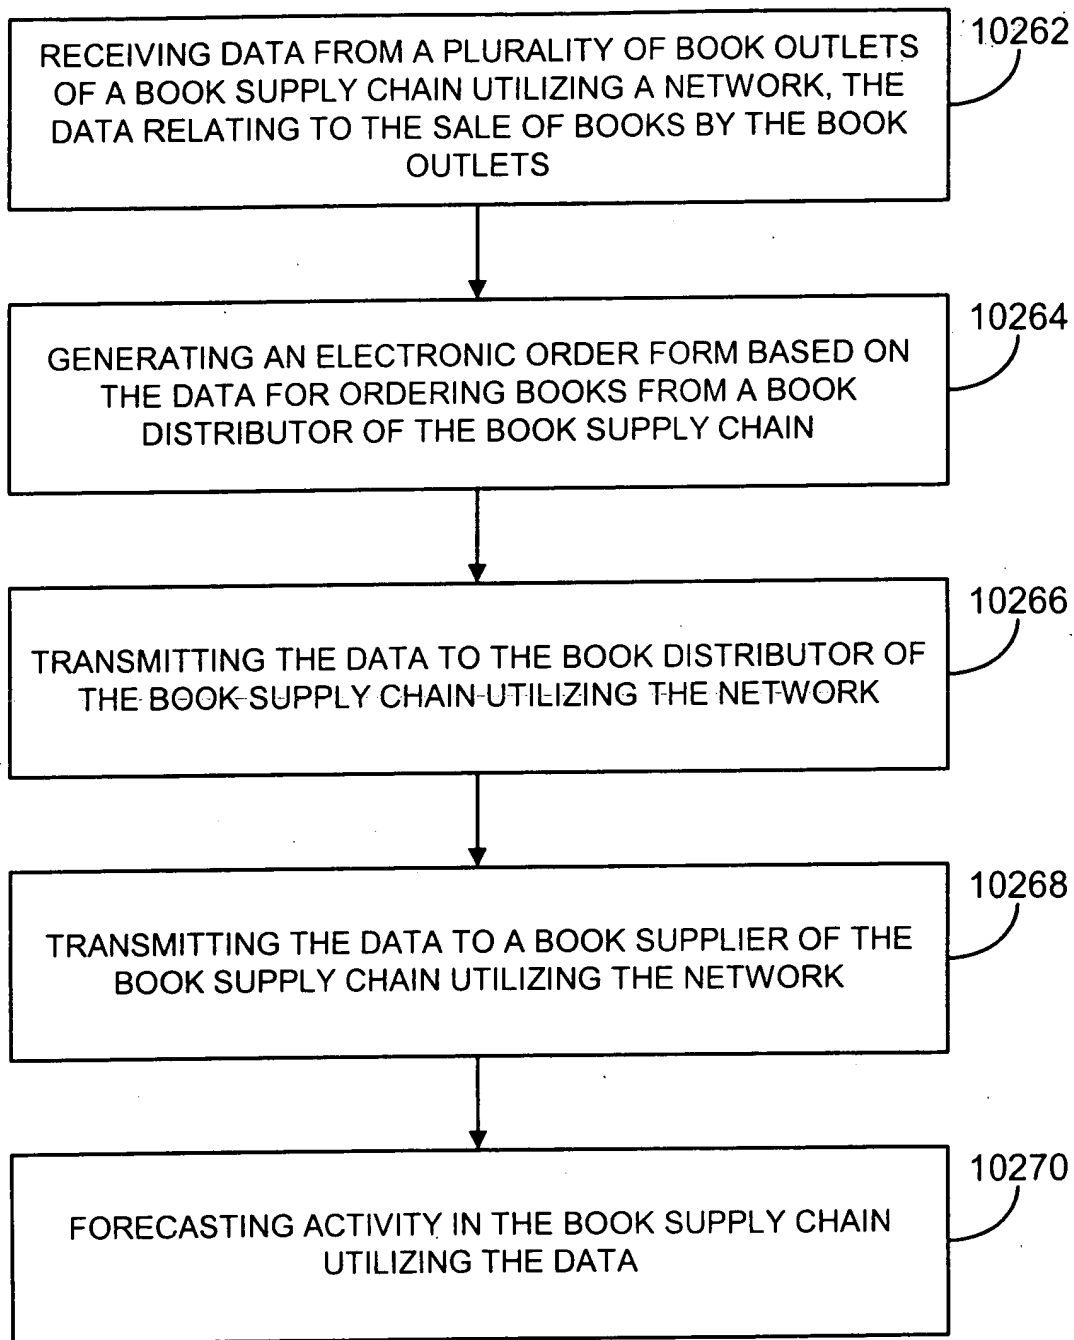 10262
RECEIVING DATA FROM A PLURALITY OF BOOK OUTLETS
OF A BOOK SUPPLY CHAIN UTILIZING A NETWORK, THE
DATA RELATING TO THE SALE OF BOOKS BY THE BOOK
OUTLETS
10264
GENERATING AN ELECTRONIC ORDER FORM BASED ON
THE DATA FOR ORDERING BOOKS FROM A BOOK
DISTRIBUTOR OF THE BOOK SUPPLY CHAIN
10266
TRANSMITTING THE DATA TO THE BOOK DISTRIBUTOR OF
THE BOOK SUPPLY CHAIN UTILIZING THE NETWORK
10268
TRANSMITTING THE DATA TO A BOOK SUPPLIER OF THE
BOOK SUPPLY CHAIN UTILIZING THE NETWORK
10270
FORECASTING ACTIVITY IN THE BOOK SUPPLY CHAIN
UTILIZING THE DATA